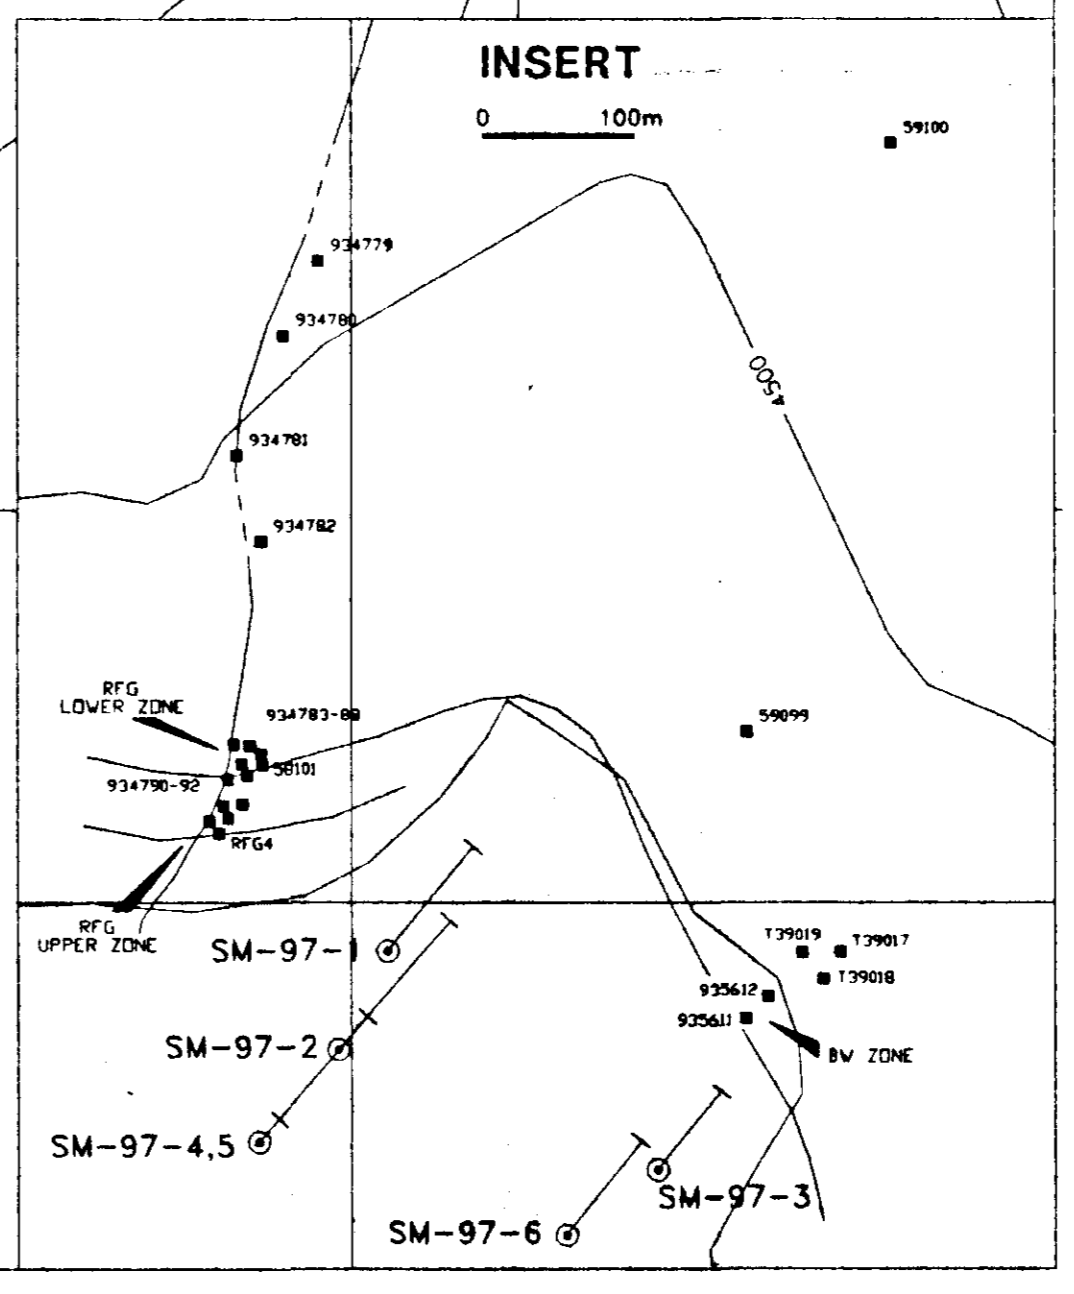 INSERT
0 100m
59100
934779
934780
4500
934781
934782
RFG
LOWER ZONE
934783-88
59099
58101
934790-92
RFG4
RFG
UPPER ZONE
SM-97-1
T39019
T39017
T39018
935612
935611
BW ZONE
SM-97-2
SM-97-4,5
SM-97-3
SM-97-6